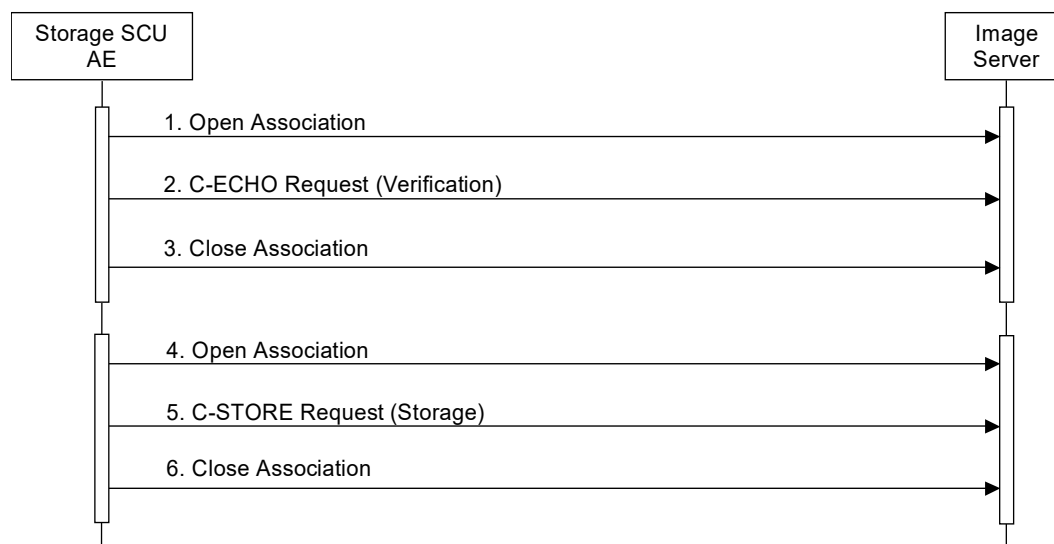 Storage SCU
AE
Image
Server
1. Open Association
2. C-ECHO Request (Verification)
3. Close Association
4. Open Association
5. C-STORE Request (Storage)
6. Close Association